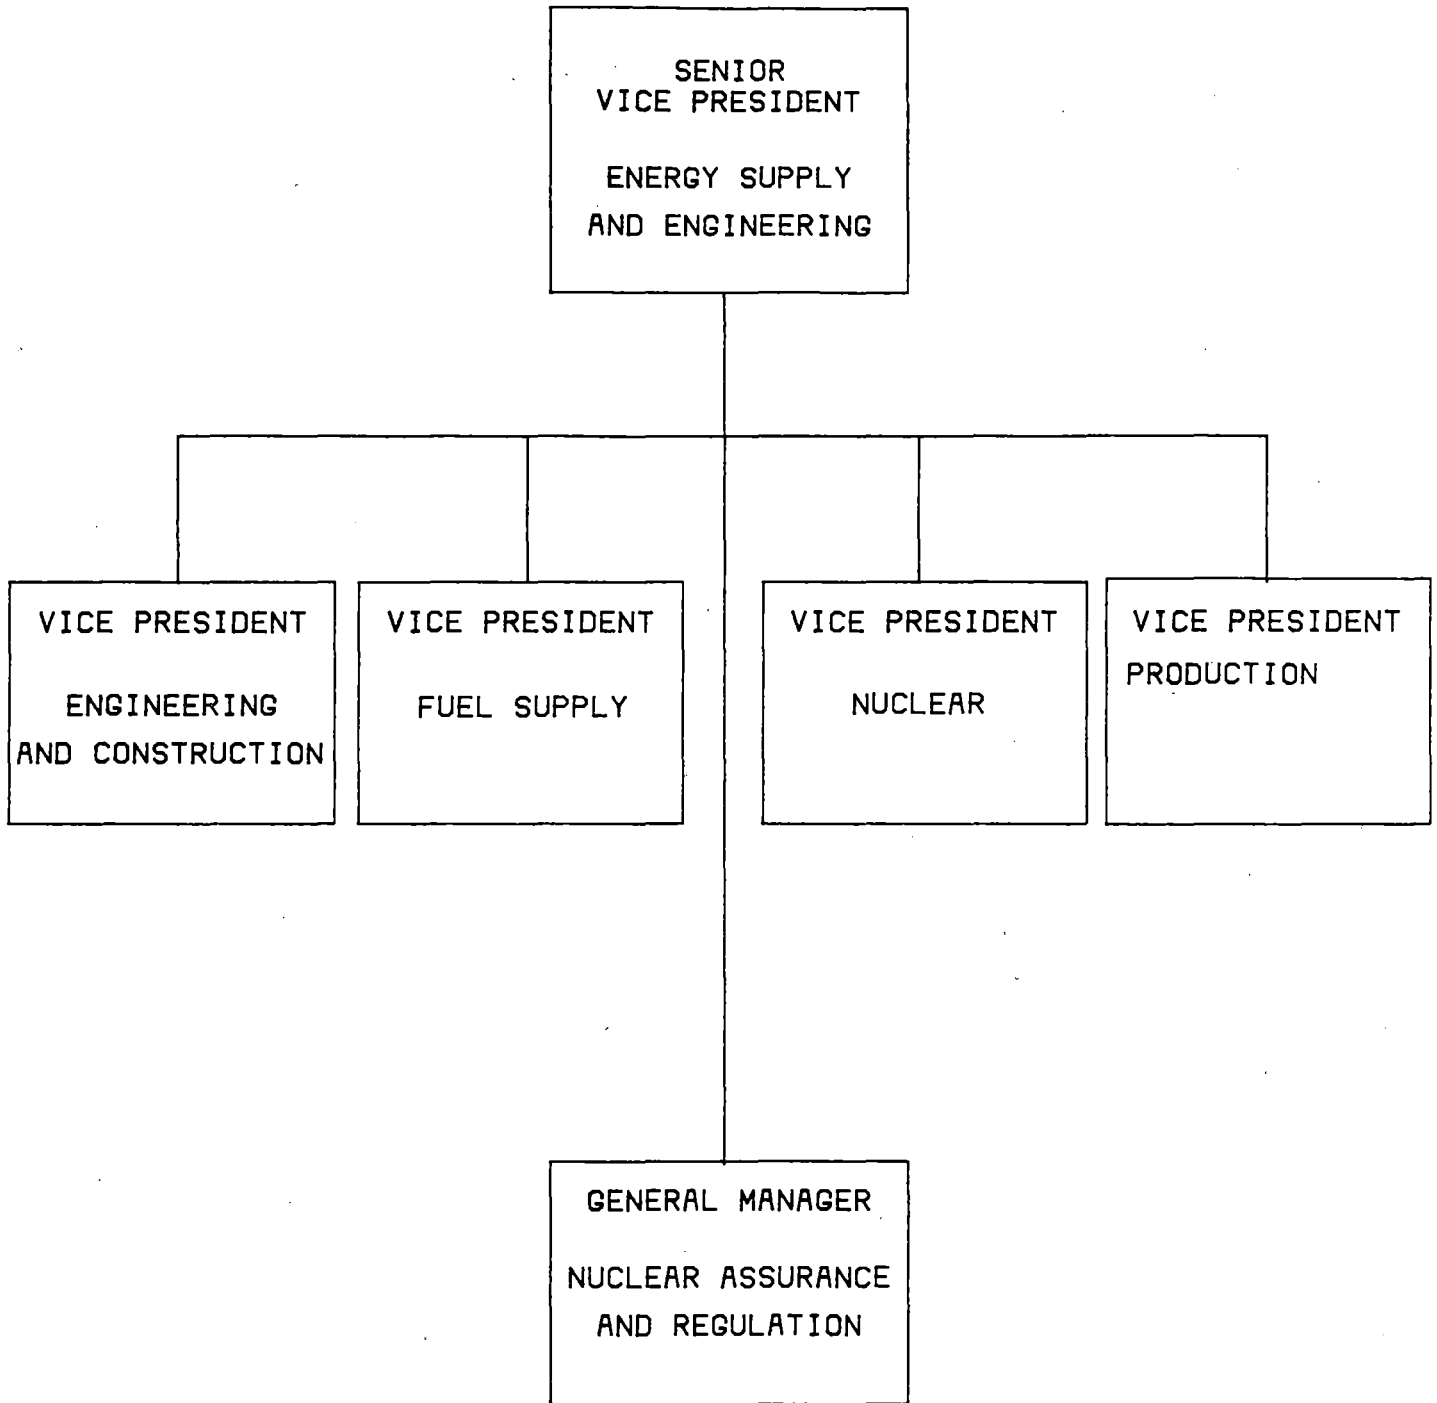 SENIOR
VICE PRESIDENT
ENERGY SUPPLY
AND ENGINEERING
VICE PRESIDENT
ENGINEERING
AND CONSTRUCTION
VICE PRESIDENT
FUEL SUPPLY
VICE PRESIDENT
NUCLEAR
VICE PRESIDENT
PRODUCTION
GENERAL MANAGER
NUCLEAR ASSURANCE
AND REGULATION